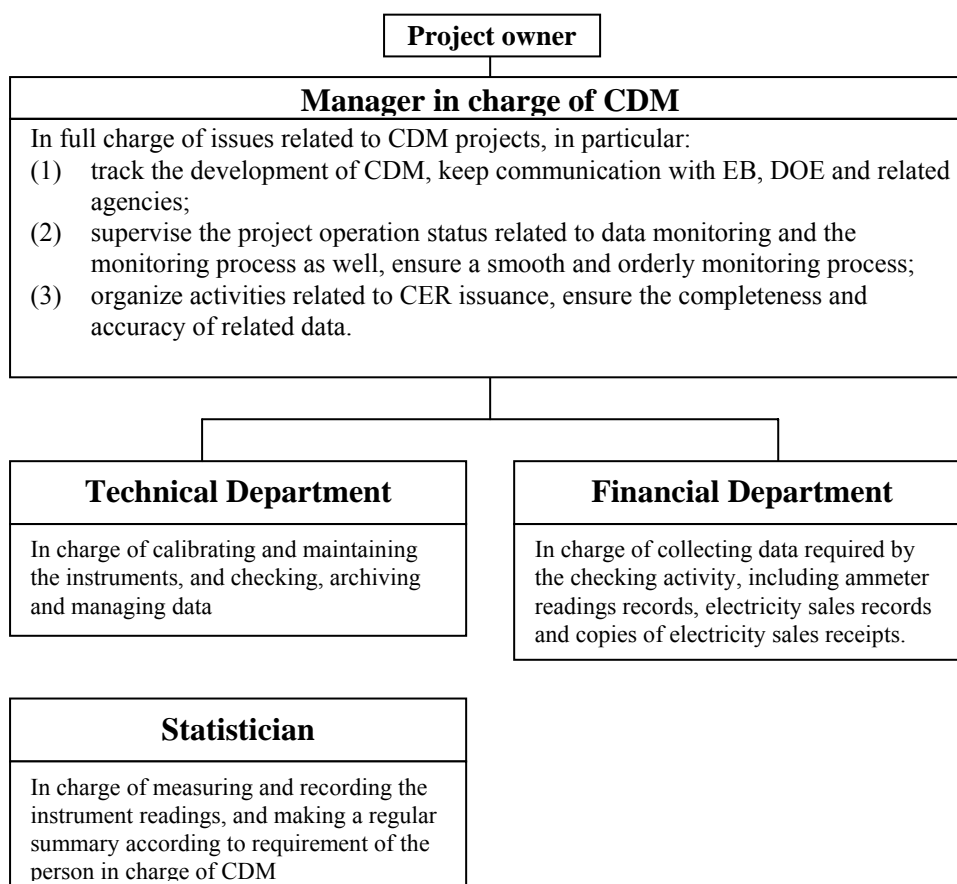 Project owner
Manager in charge of CDM
In full charge of issues related to CDM projects, in particular:
(1) track the development of CDM, keep communication with EB, DOE and related
agencies;
(2) supervise the project operation status related to data monitoring and the
monitoring process as well, ensure a smooth and orderly monitoring process;
(3) organize activities related to CER issuance, ensure the completeness and
accuracy of related data.
Technical Department
In charge of calibrating and maintaining
the instruments, and checking, archiving
and managing data
Financial Department
In charge of collecting data required by
the checking activity, including ammeter
readings records, electricity sales records
and copies of electricity sales receipts.
Statistician
In charge of measuring and recording the
instrument readings, and making a regular
summary according to requirement of the
person in charge of CDM